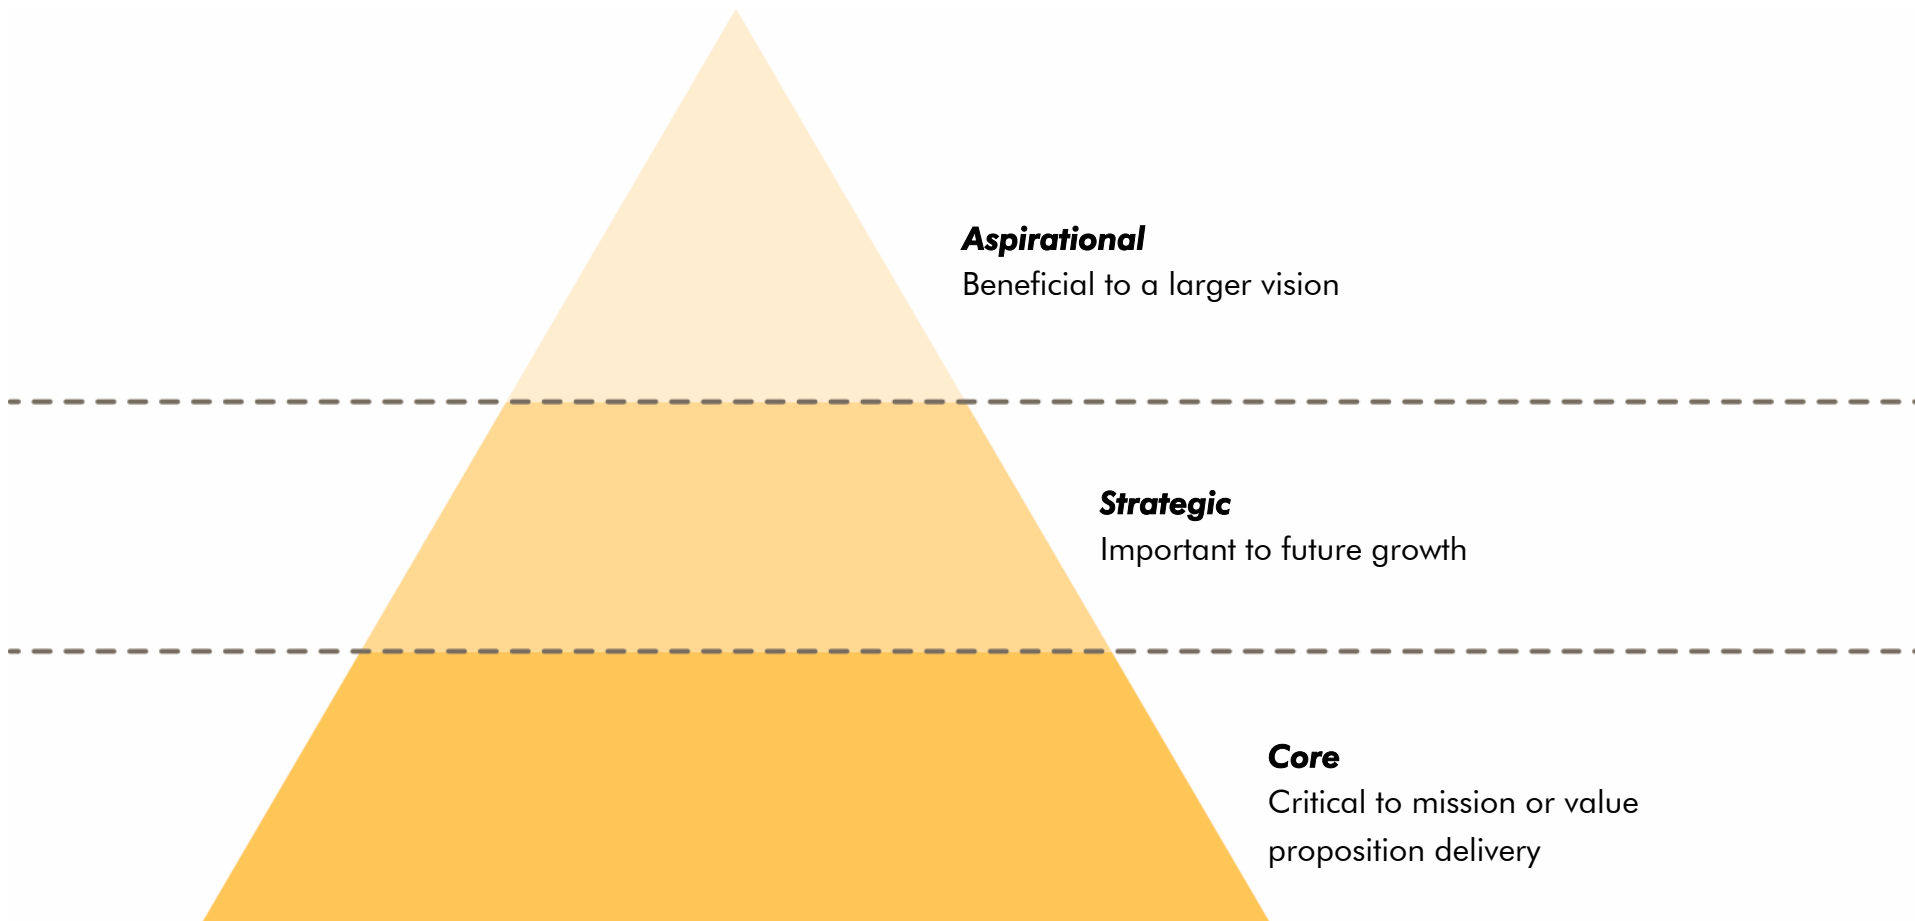 Aspirational
Beneficial to a larger vision
Strategic
Important to future growth
Core
Critical to mission or value
proposition delivery